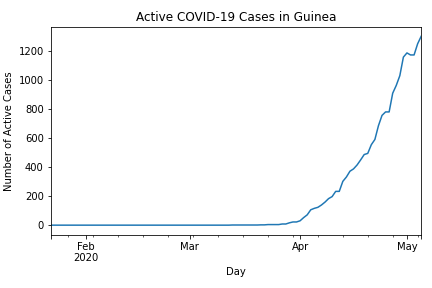 Active COVID-19 Cases in Guinea
Number of Active Cases
1200
1000
800
600
400
200
0
Feb
2020
Mar
Apr
May
Day